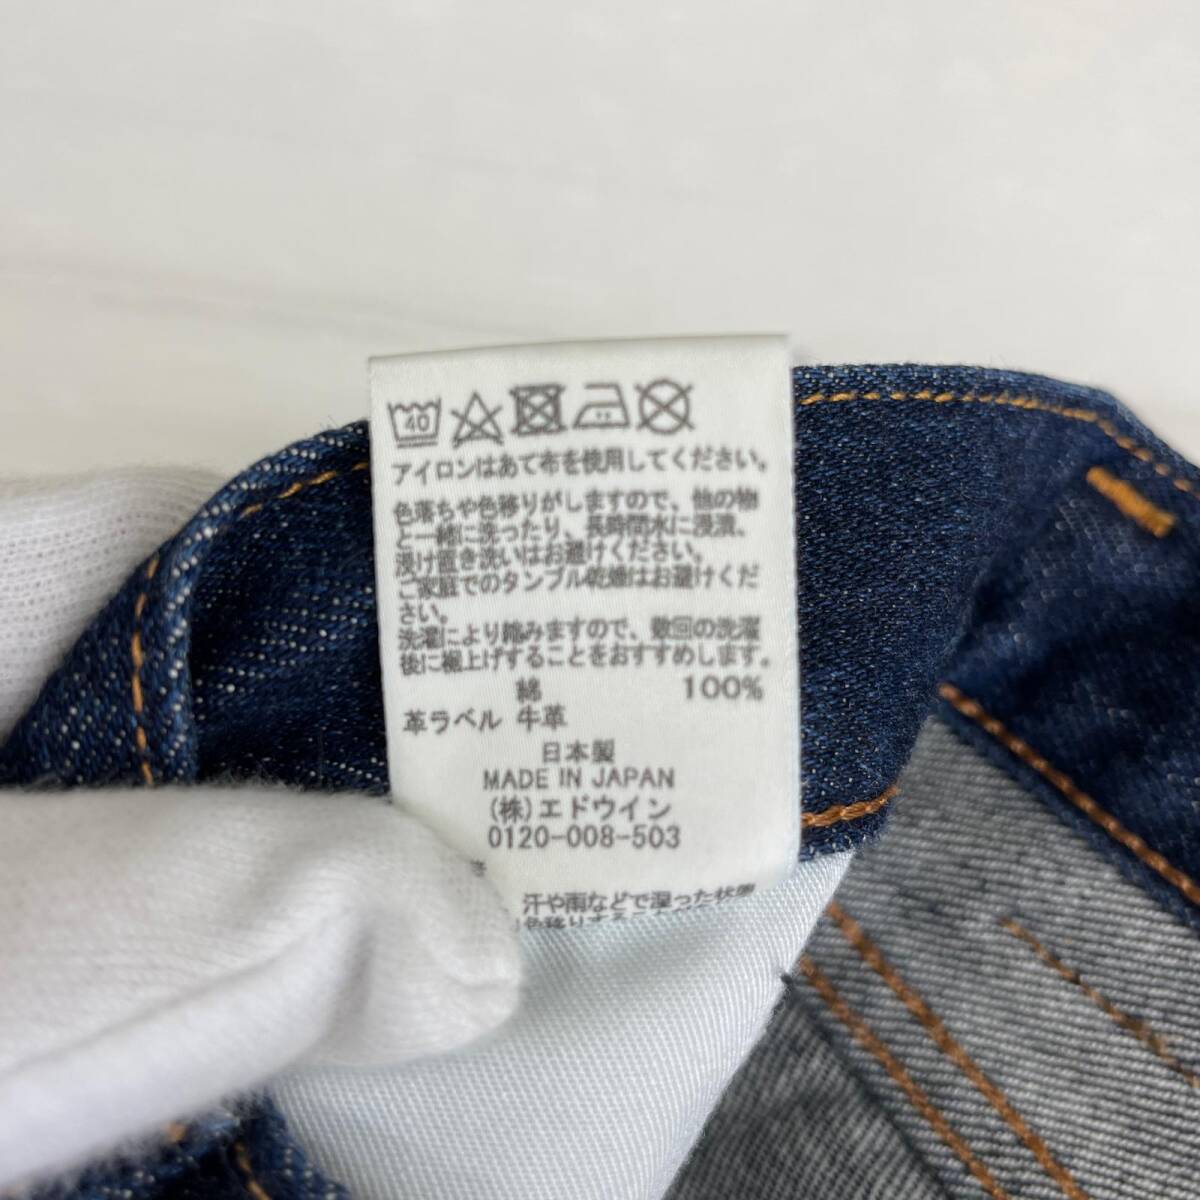 40
アイロンはあて布を使用してください。
色落ちや色移りがしますので、他の物
と一緒に洗ったり、長時間水に浸漬、
浸け置き洗いはお避けください。
ご家庭でのタンブル乾燥はお避けくだ
さい。
洗濯により縮みますので、数回の洗濯
後に裾上げすることをおすすめします。
綿 100%
革ラベル 牛革
日本製
MADE IN JAPAN
(株)エドウイン
0120-008-503
汗や雨などで湿った状態
色移りすること